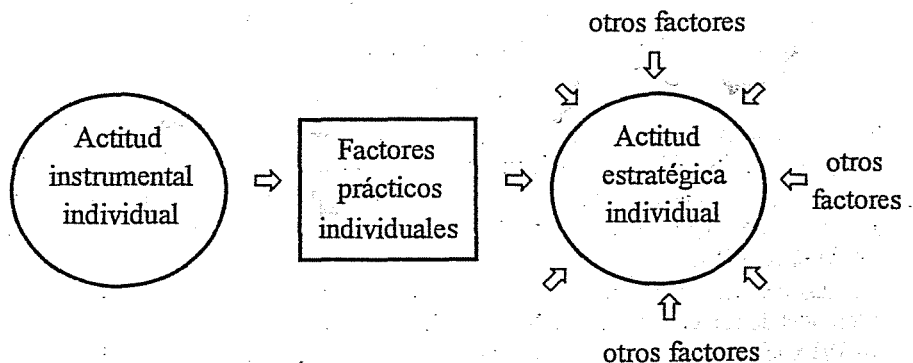 otros factores
Actitud
instrumental
individual
Factores
prácticos
individuales
Actitud
estratégica
individual
otros
factores
otros factores